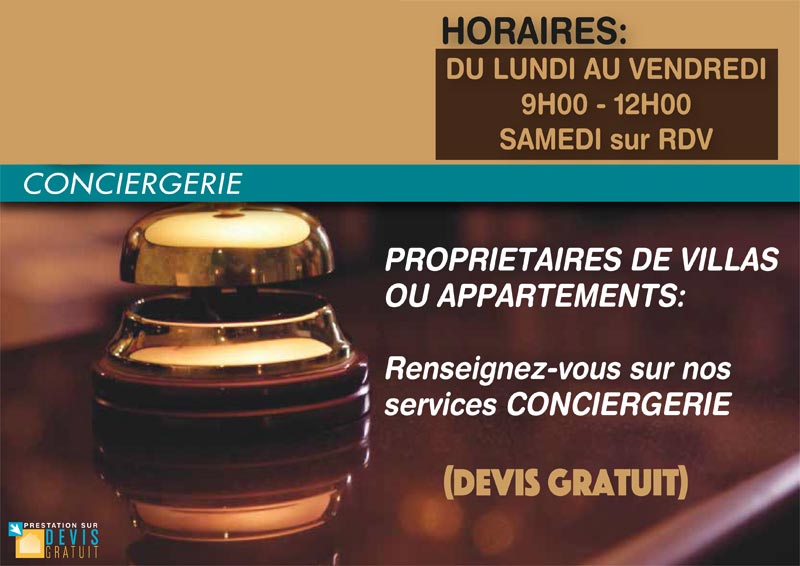 HORAIRES:
DU LUNDI AU VENDREDI
9H00 - 12H00
SAMEDI sur RDV
CONCIERGERIE
PROPRIETAIRES DE VILLAS
OU APPARTEMENTS:
Renseignez-vous sur nos
services CONCIERGERIE
(DEVIS GRATUIT)
PRESTATION SUR
DEVIS
GRATUIT